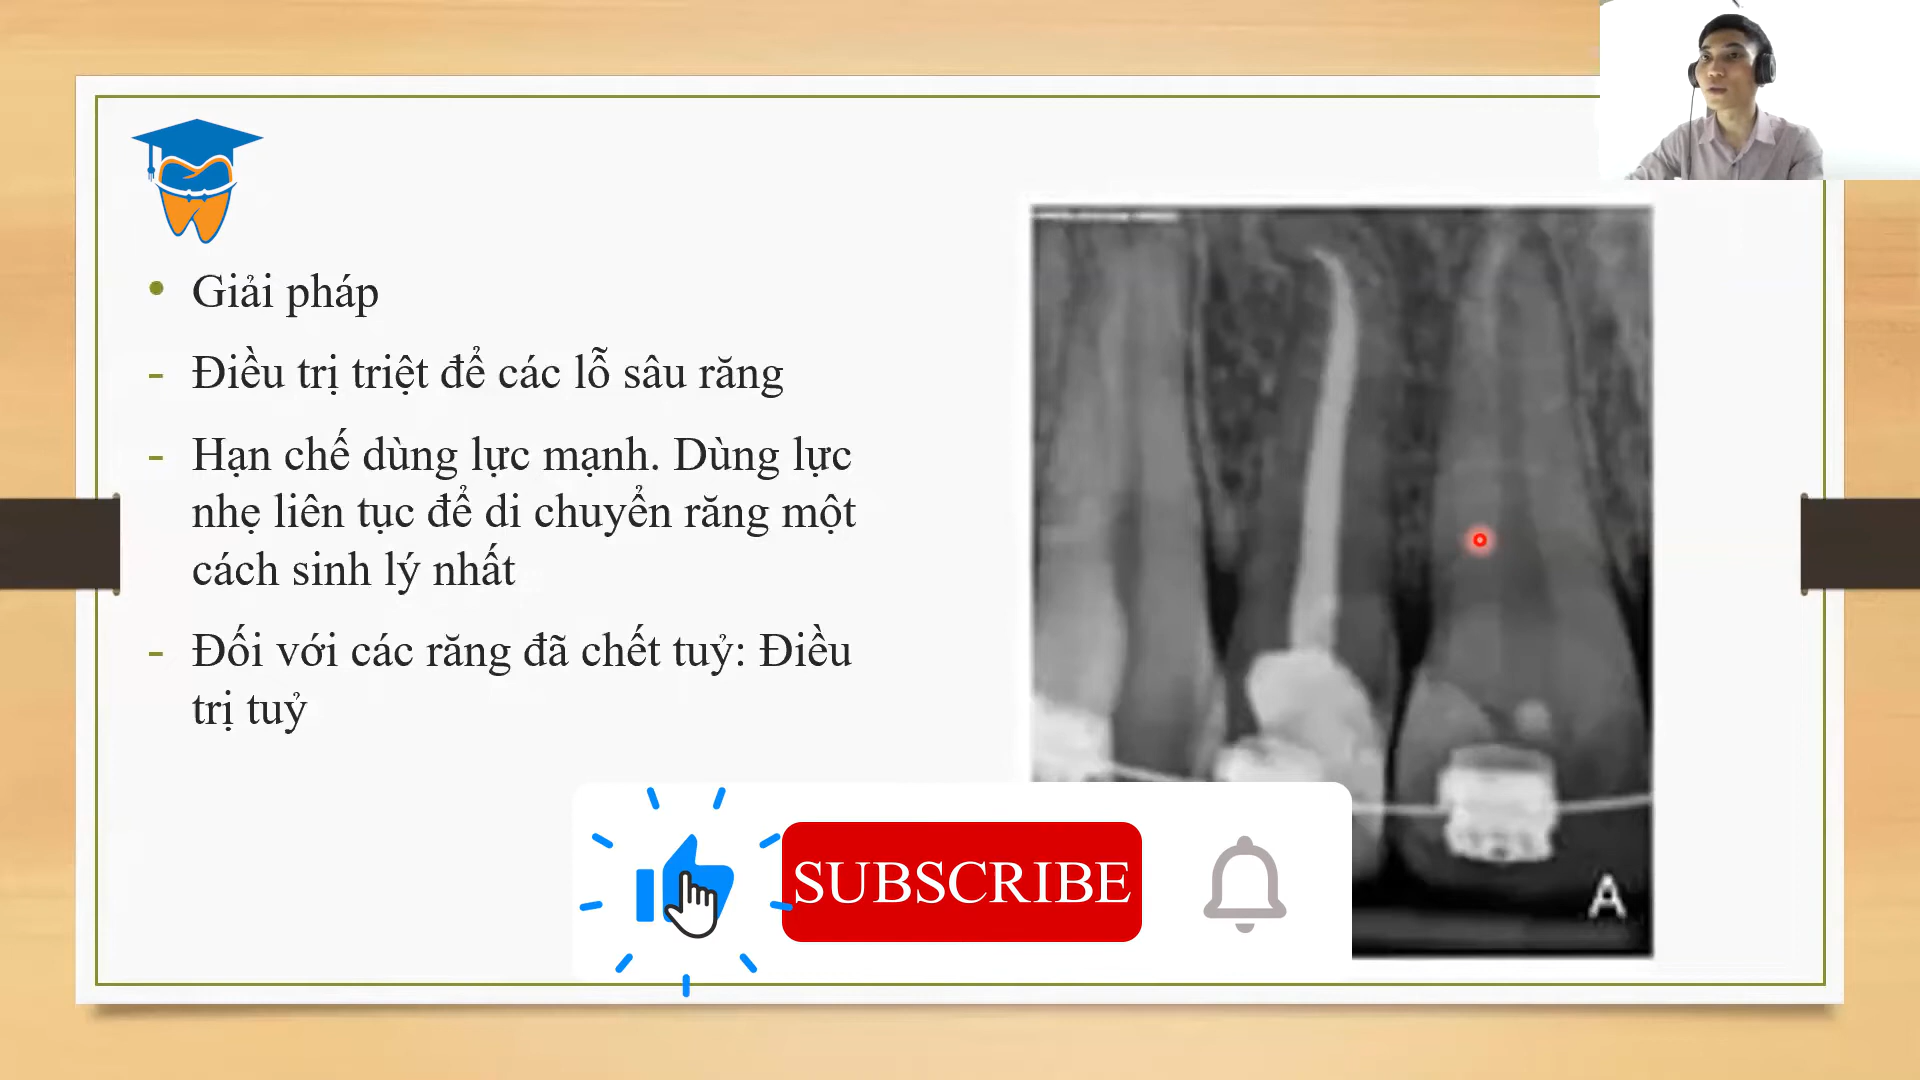 • Giải pháp
- Điều trị triệt để các lỗ sâu răng
- Hạn chế dùng lực mạnh. Dùng lực
nhẹ liên tục để di chuyển răng một
cách sinh lý nhất
- Đối với các răng đã chết tuỷ: Điều
trị tuỷ
SUBSCRIBE
A